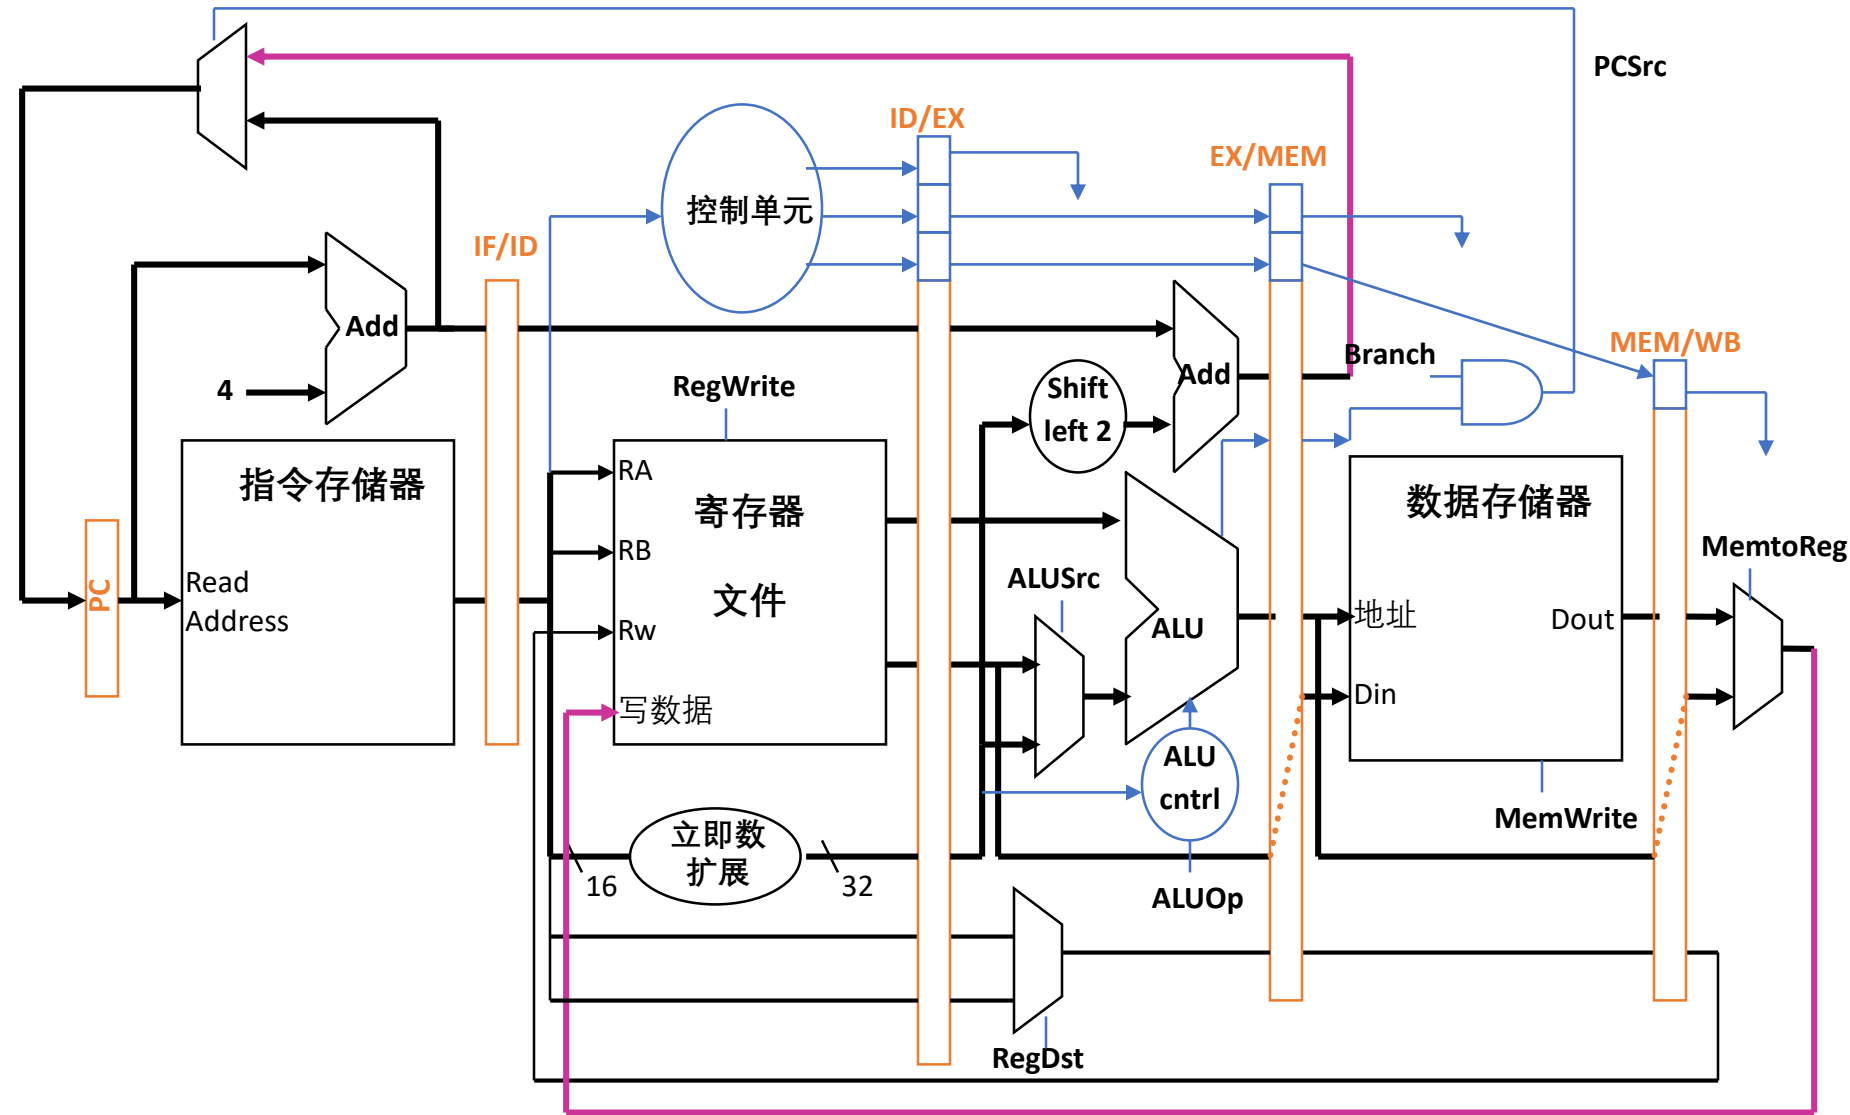 PCSrc
ID/EX
EX/MEM
控制单元
IF/ID
Add
4
MEM/WB
Branch
Add
RegWrite
Shift
left 2
指令存储器
RA
寄存器
文件
RB
Rw
写数据
数据存储器
MemtoReg
PC
Read
Address
ALUSrc
ALU
地址
Dout
Din
ALU
cntrl
MemWrite
立即数
扩展
16
32
ALUOp
RegDst